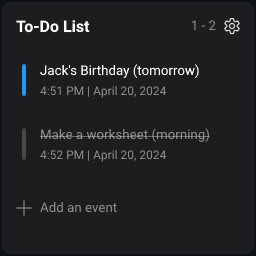 To-Do List 1 - 2
Jack's Birthday (tomorrow)
4:51 PM | April 20, 2024
Make a worksheet (morning)
4:52 PM | April 20, 2024
Add an event